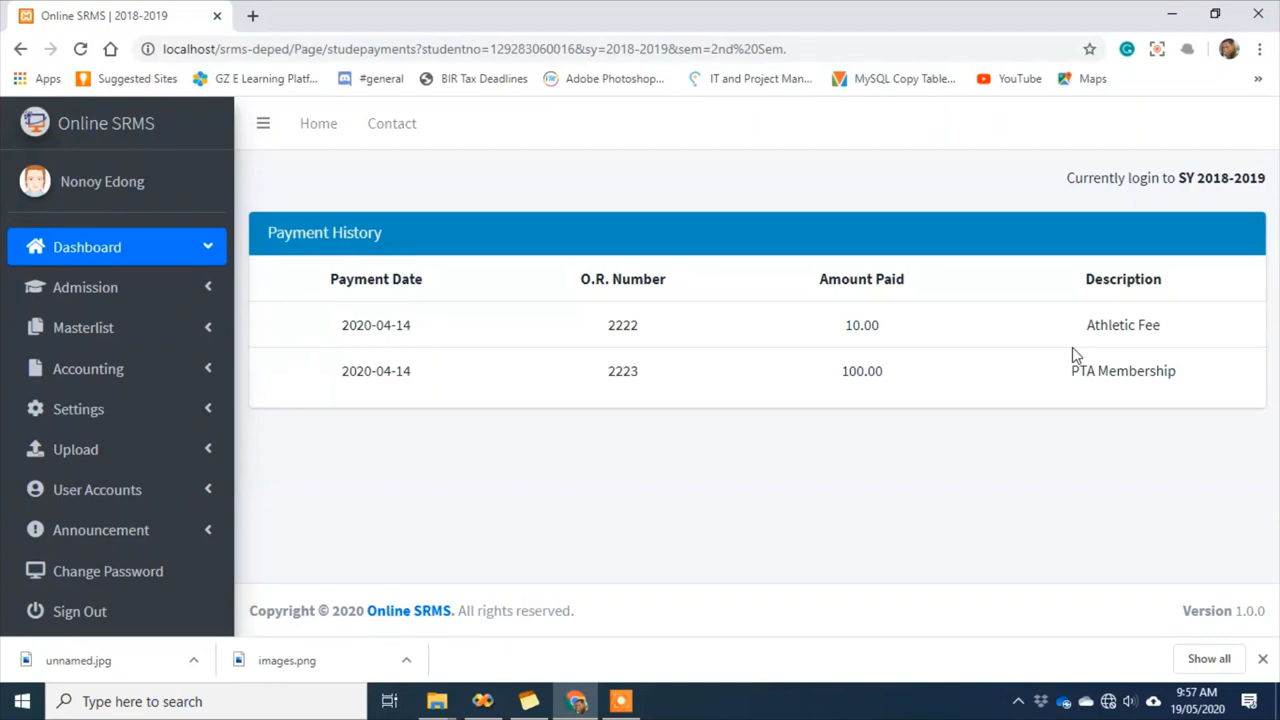 Online SRMS | 2018-2019
localhost/srms-deped/Page/studepayments?studentno=129283060016&sy=2018-2019&sem=2nd%20Sem.
Apps Suggested Sites GZ E Learning Platf... #general BIR Tax Deadlines Adobe Photoshop... IT and Project Man... MySQL Copy Table... YouTube Maps »
Online SRMS Home Contact
Nonoy Edong
Currently login to SY 2018-2019
Dashboard
Admission
Masterlist
Accounting
Settings
Upload
User Accounts
Announcement
Change Password
Sign Out
Payment History
Payment Date O.R. Number Amount Paid Description
2020-04-14 2222 10.00 Athletic Fee
2020-04-14 2223 100.00 PTA Membership
Copyright © 2020 Online SRMS. All rights reserved. Version 1.0.0
unnamed.jpg images.png Show all
Type here to search
9:57 AM
19/05/2020